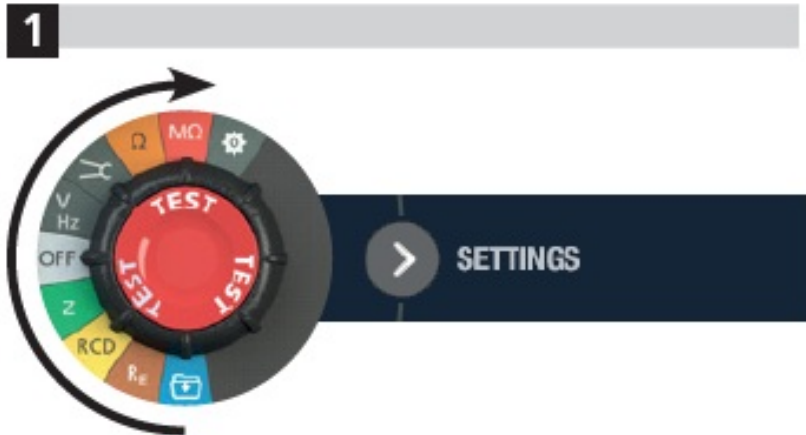 1
Ω
MΩ
V
Hz
OFF
Z
RCD
RE
TEST
TEST
TEST
SETTINGS